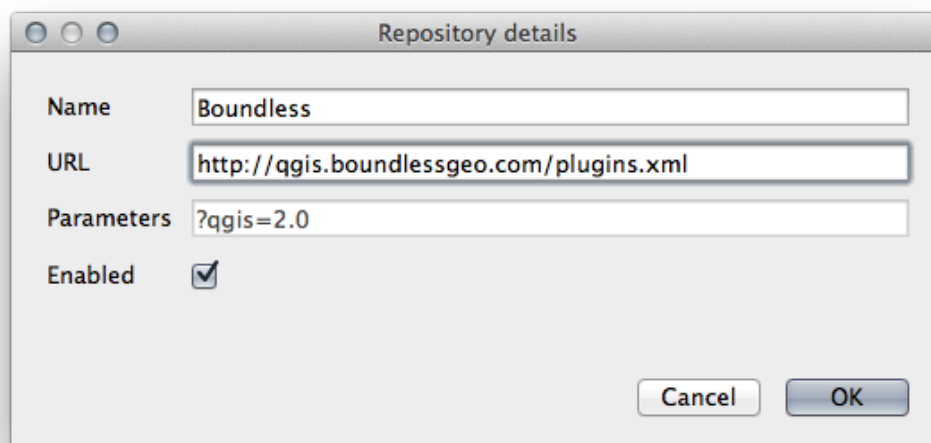 Repository details
Name Boundless
URL http://qgis.boundlessgeo.com/plugins.xml
Parameters ?qgis=2.0
Enabled
Cancel OK